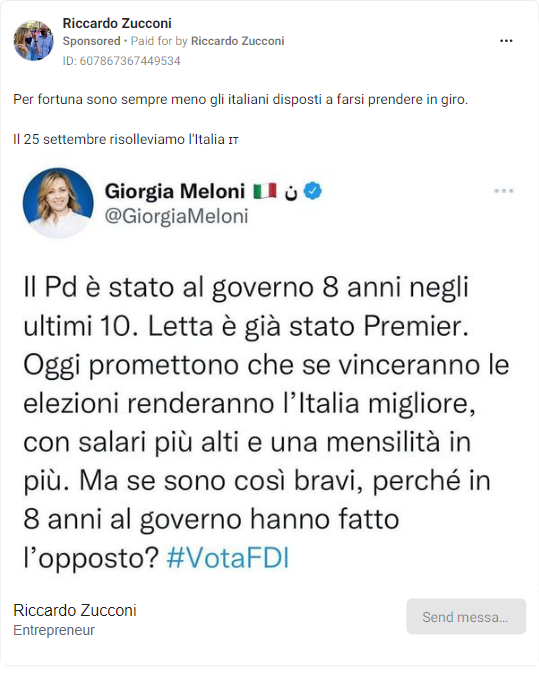 Riccardo Zucconi
Sponsored • Paid for by Riccardo Zucconi
ID: 607867367449534
Per fortuna sono sempre meno gli italiani disposti a farsi prendere in giro.
Il 25 settembre risolleviamo l'Italia 🇮🇹
Giorgia Meloni 🇮🇹 ن
@GiorgiaMeloni
Il Pd è stato al governo 8 anni negli
ultimi 10. Letta è già stato Premier.
Oggi promettono che se vinceranno le
elezioni renderanno l’Italia migliore,
con salari più alti e una mensilità in
più. Ma se sono così bravi, perché in
8 anni al governo hanno fatto
l’opposto? #VotaFDI
Riccardo Zucconi
Entrepreneur
Send messa...